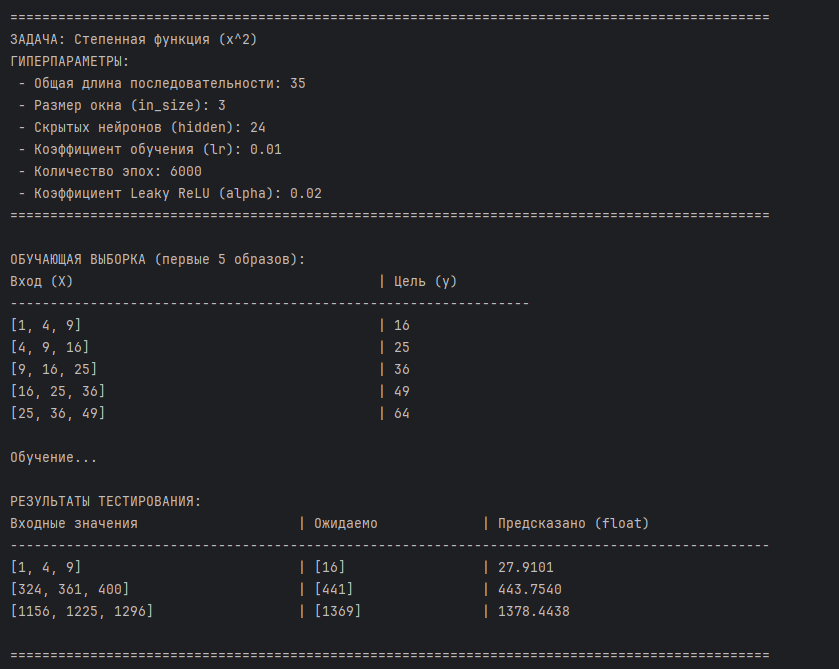 ===============================================================================================
ЗАДАЧА: Степенная функция (x^2)
ГИПЕРПАРАМЕТРЫ:
- Общая длина последовательности: 35
- Размер окна (in_size): 3
- Скрытых нейронов (hidden): 24
- Коэффициент обучения (lr): 0.01
- Количество эпох: 6000
- Коэффициент Leaky ReLU (alpha): 0.02
===============================================================================================
ОБУЧАЮЩАЯ ВЫБОРКА (первые 5 образов):
Вход (X) | Цель (y)
-----------------------------------------------------------------
[1, 4, 9] | 16
[4, 9, 16] | 25
[9, 16, 25] | 36
[16, 25, 36] | 49
[25, 36, 49] | 64
Обучение...
РЕЗУЛЬТАТЫ ТЕСТИРОВАНИЯ:
Входные значения | Ожидаемо | Предсказано (float)
-----------------------------------------------------------------------------------------------
[1, 4, 9] | [16] | 27.9101
[324, 361, 400] | [441] | 443.7540
[1156, 1225, 1296] | [1369] | 1378.4438
===============================================================================================